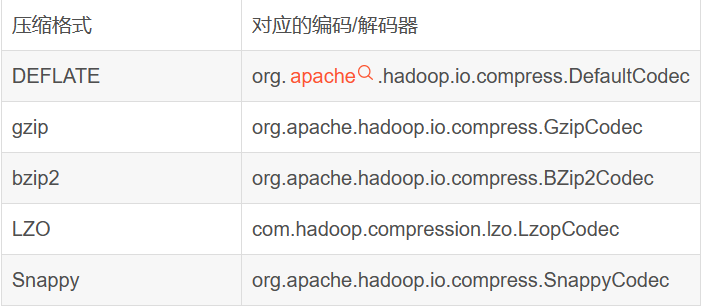 压缩格式 对应的编码/解码器
DEFLATE org.apache.hadoop.io.compress.DefaultCodec
gzip org.apache.hadoop.io.compress.GzipCodec
bzip2 org.apache.hadoop.io.compress.BZip2Codec
LZO com.hadoop.compression.lzo.LzopCodec
Snappy org.apache.hadoop.io.compress.SnappyCodec